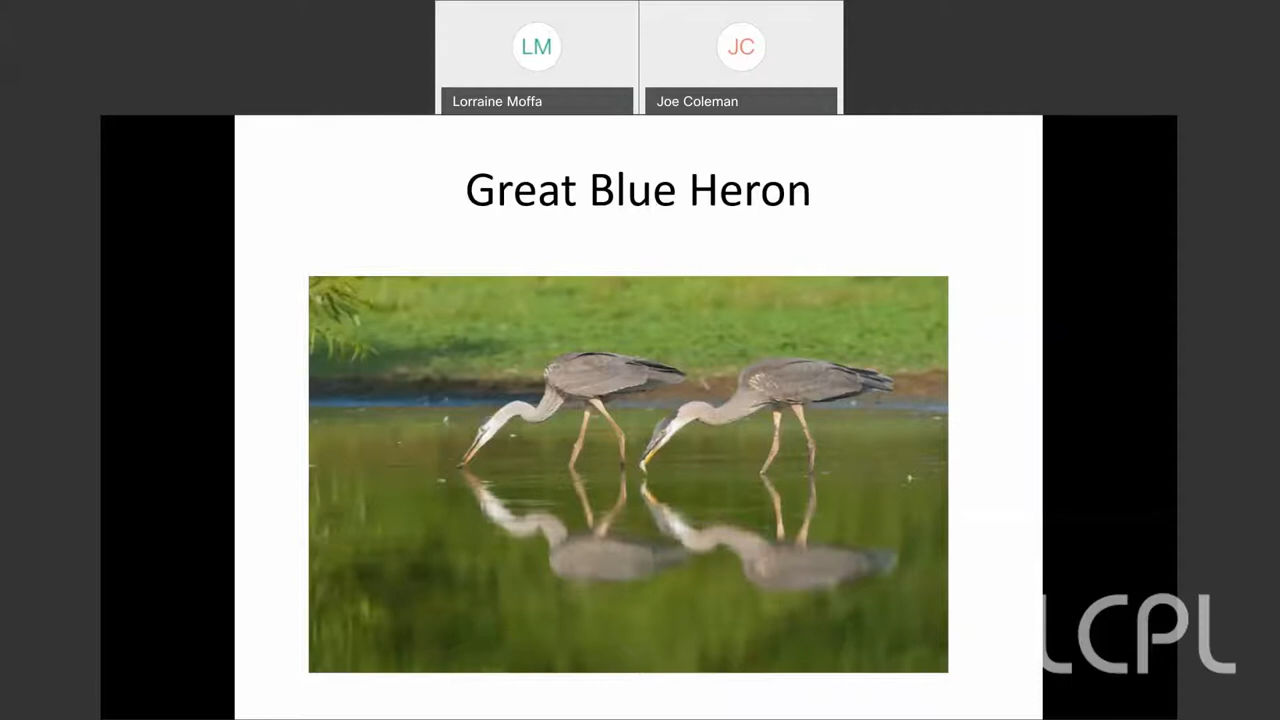 LM
JC
Lorraine Moffa
Joe Coleman
Great Blue Heron
LCPL